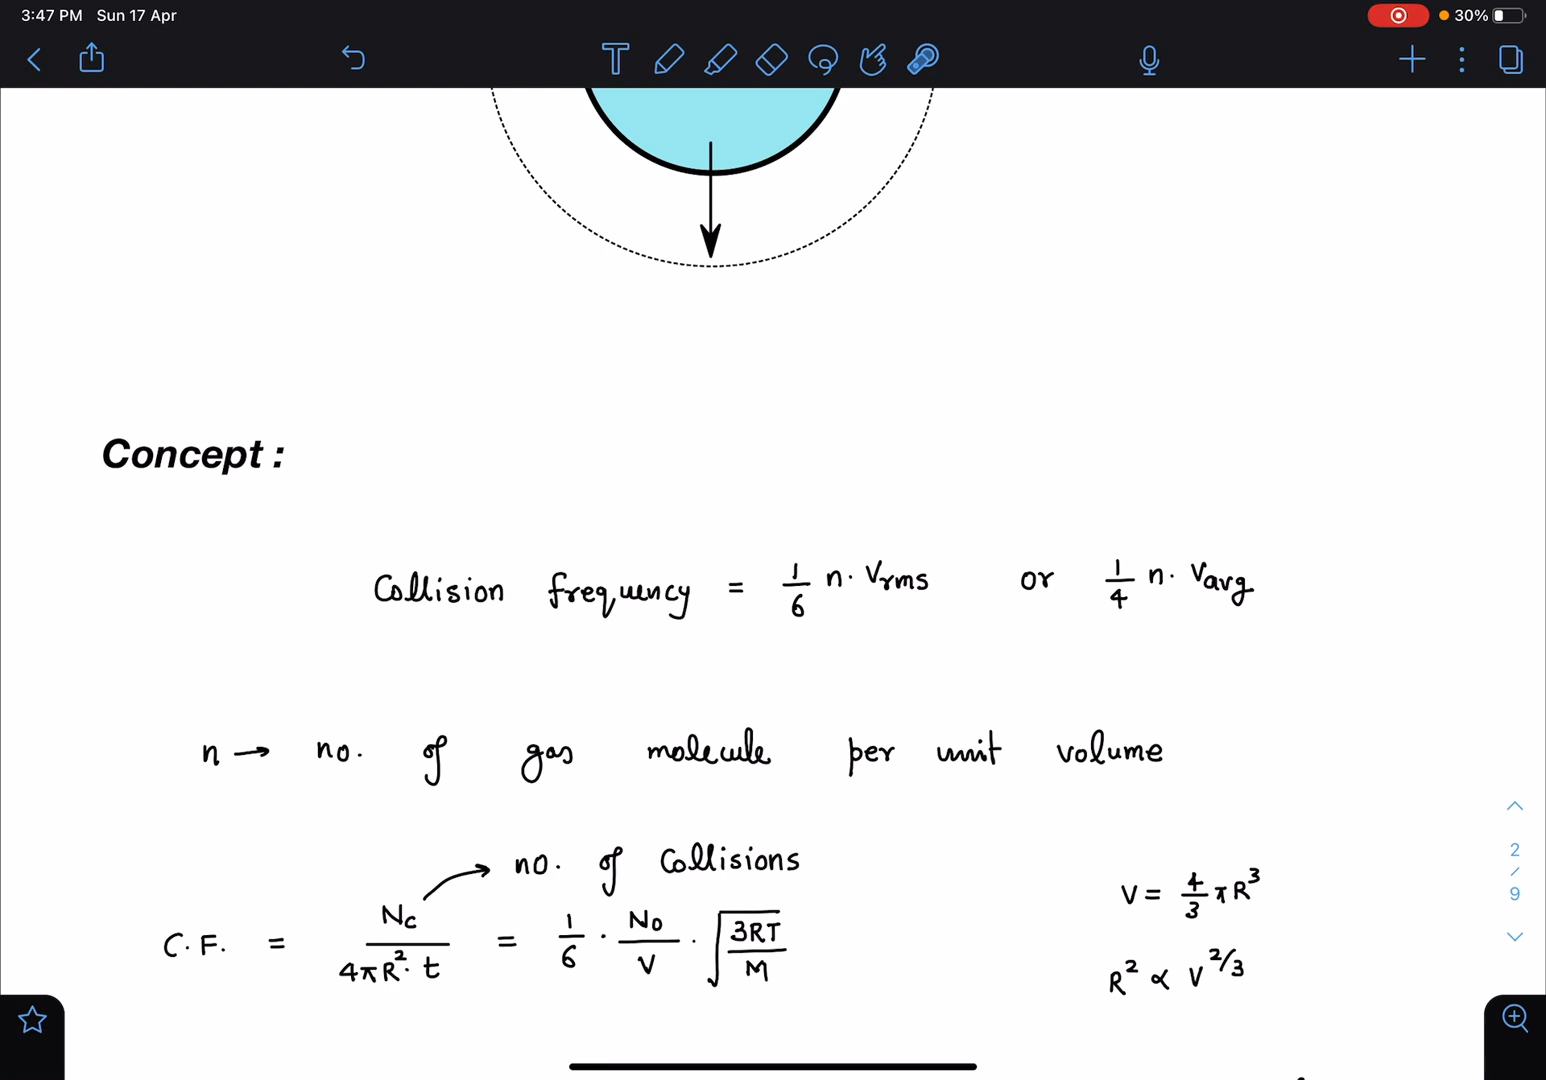 3:47 PM Sun 17 Apr
30%
T
Concept :
Collision frequency = 1/6 n. Vrms or 1/4 n. Vavg
n → no. of gas molecule per unit volume
→ no. of Collisions
C.F. = Nc / 4πR². t = 1/6 . N0/V . √(3RT/M)
V = 4/3 πR³
R² ∝ V^2/3
2
/
9